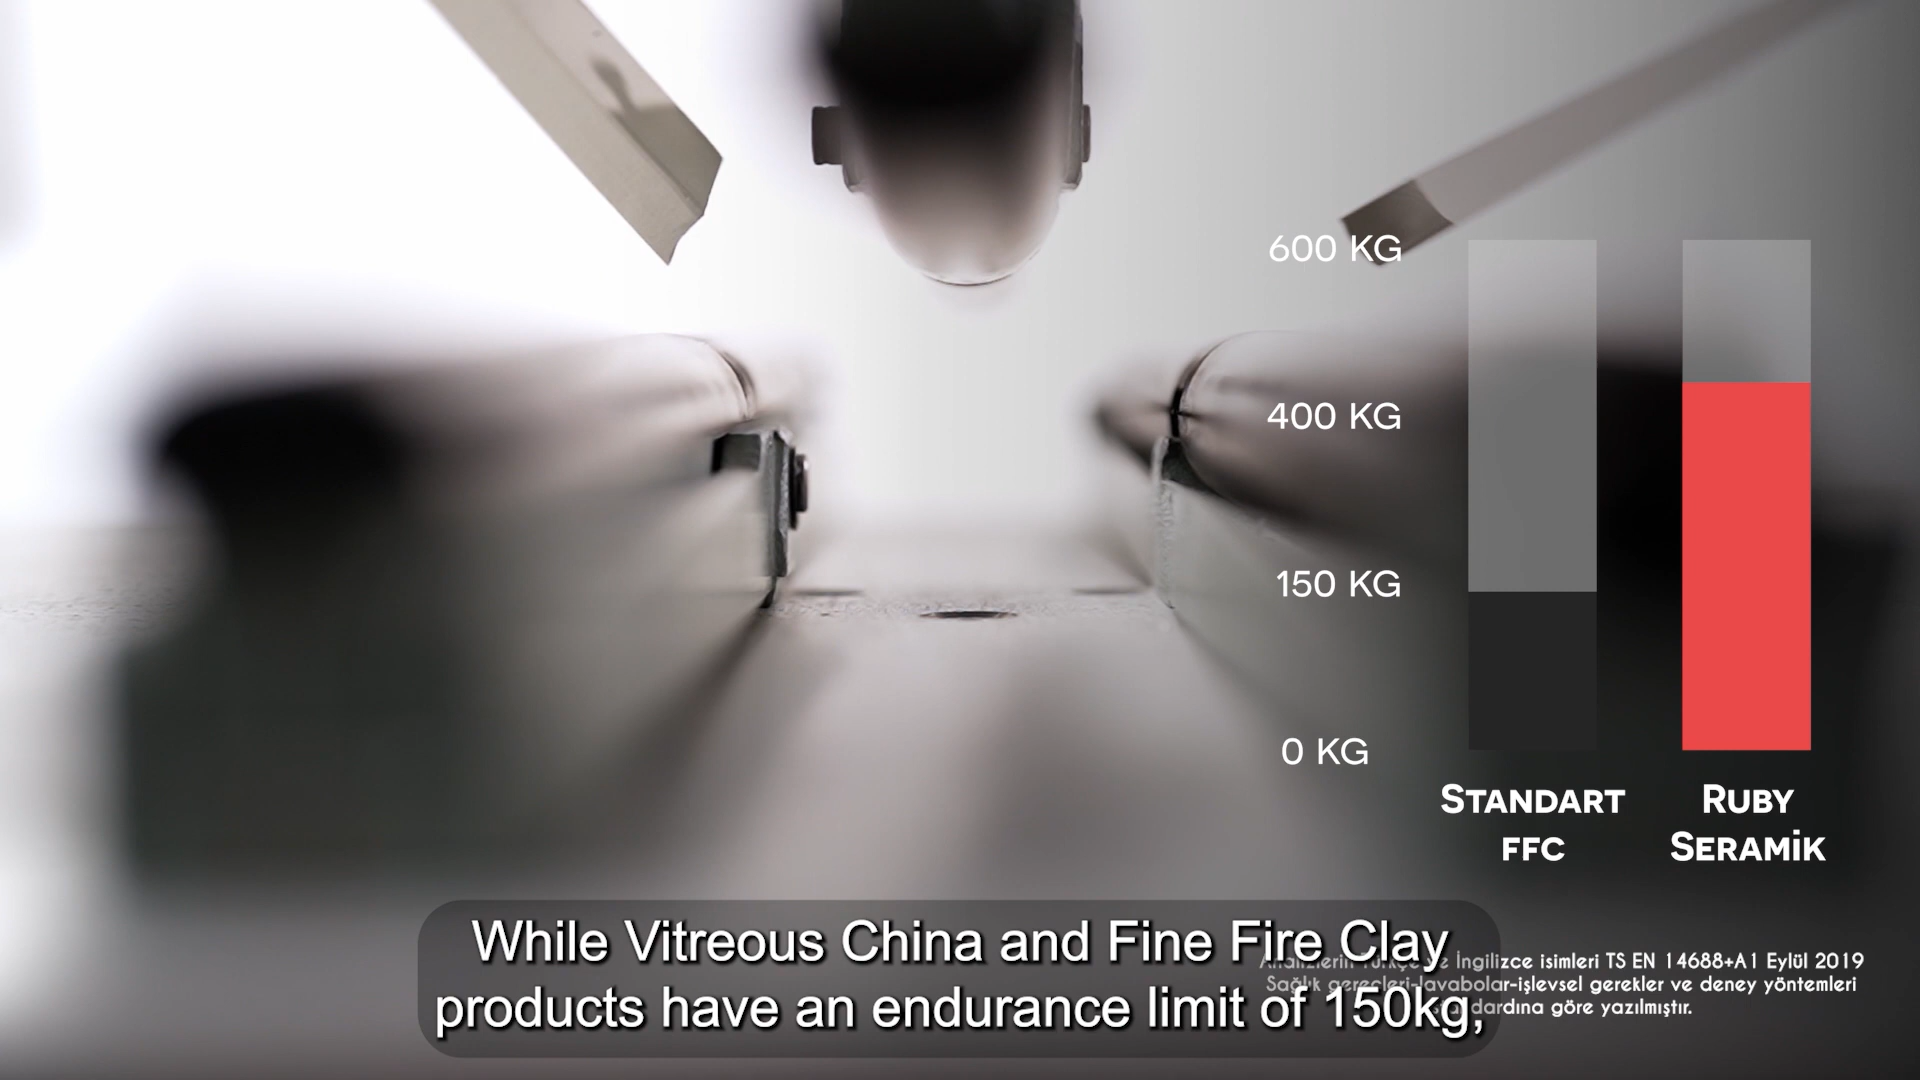 600 KG
400 KG
150 KG
0 KG
STANDART
FFC
RUBY
SERAMİK
While Vitreous China and Fine Fire Clay
products have an endurance limit of 150kg,
İngilizce isimleri TS EN 14688+A1 Eylül 2019
Sağlık gereçleri-lavabolar-işlevsel gerekler ve deney yöntemleri
göre yazılmıştır.